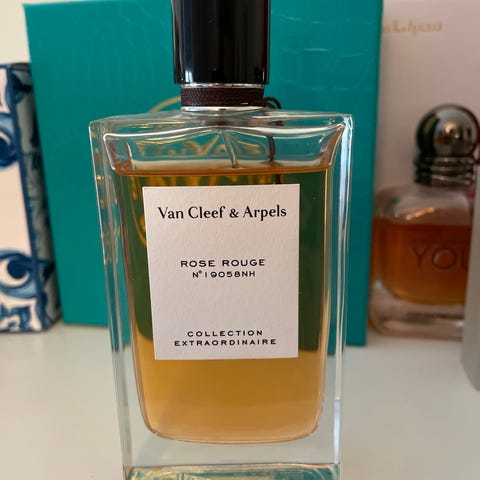 Van Cleef & Arpels
ROSE ROUGE
N°19058NH
COLLECTION
EXTRAORDINAIRE
YOU